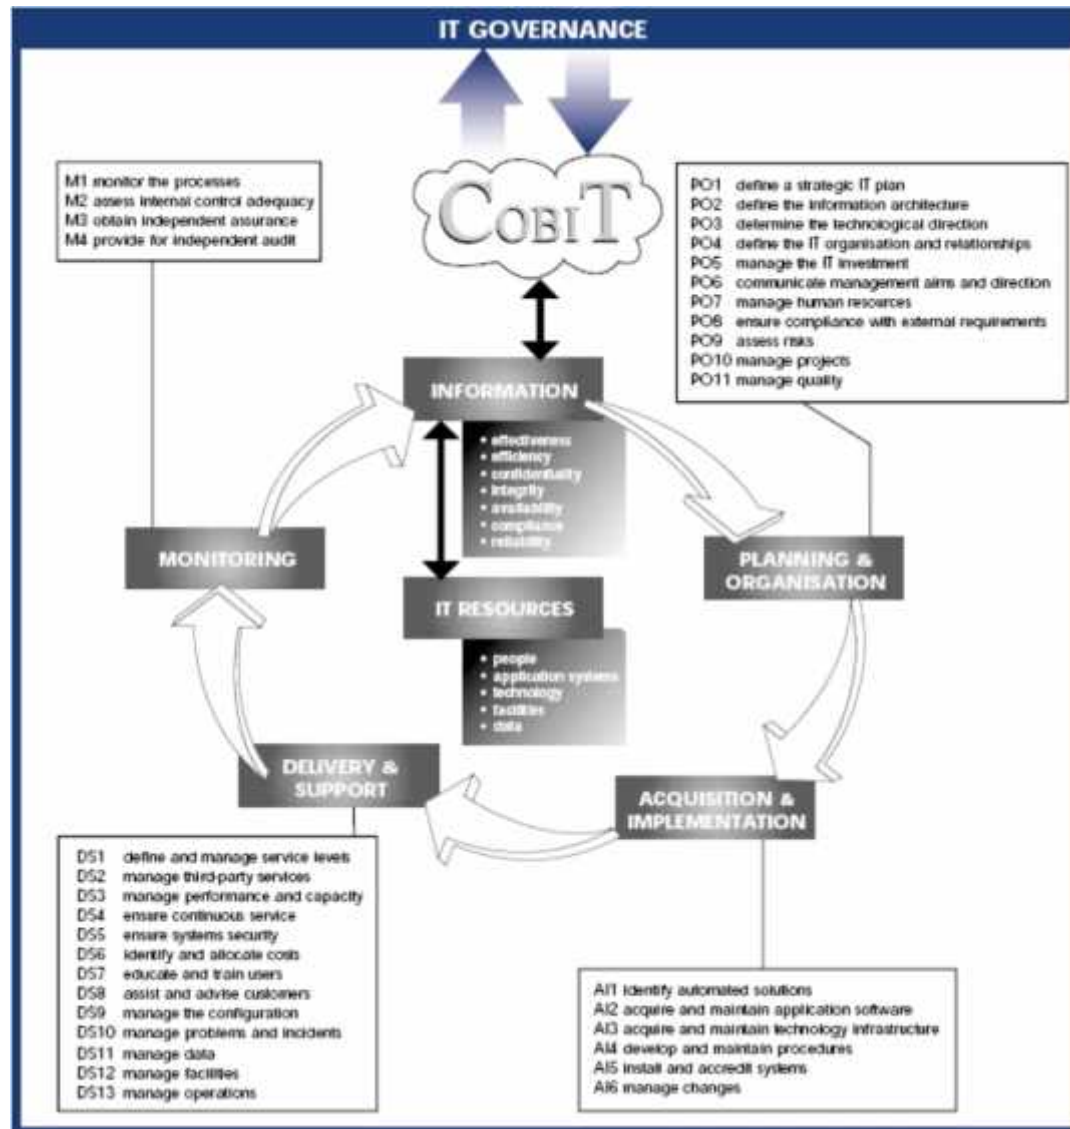 IT GOVERNANCE
COBIT
M1 monitor the processes
M2 assess internal control adequacy
M3 obtain independent assurance
M4 provide for independent audit
PO1 define a strategic IT plan
PO2 define the information architecture
PO3 determine the technological direction
PO4 define the IT organisation and relationships
PO5 manage the IT investment
PO6 communicate management aims and direction
PO7 manage human resources
PO8 ensure compliance with external requirements
PO9 assess risks
PO10 manage projects
PO11 manage quality
INFORMATION
• effectiveness
• efficiency
• confidentiality
• integrity
• availability
• compliance
• reliability
MONITORING
PLANNING &
ORGANISATION
IT RESOURCES
• people
• application systems
• technology
• facilities
• data
DELIVERY &
SUPPORT
ACQUISITION &
IMPLEMENTATION
DS1 define and manage service levels
DS2 manage third-party services
DS3 manage performance and capacity
DS4 ensure continuous service
DS5 ensure systems security
DS6 identify and allocate costs
DS7 educate and train users
DS8 assist and advise customers
DS9 manage the configuration
DS10 manage problems and incidents
DS11 manage data
DS12 manage facilities
DS13 manage operations
AI1 identify automated solutions
AI2 acquire and maintain application software
AI3 acquire and maintain technology infrastructure
AI4 develop and maintain procedures
AI5 install and accredit systems
AI6 manage changes